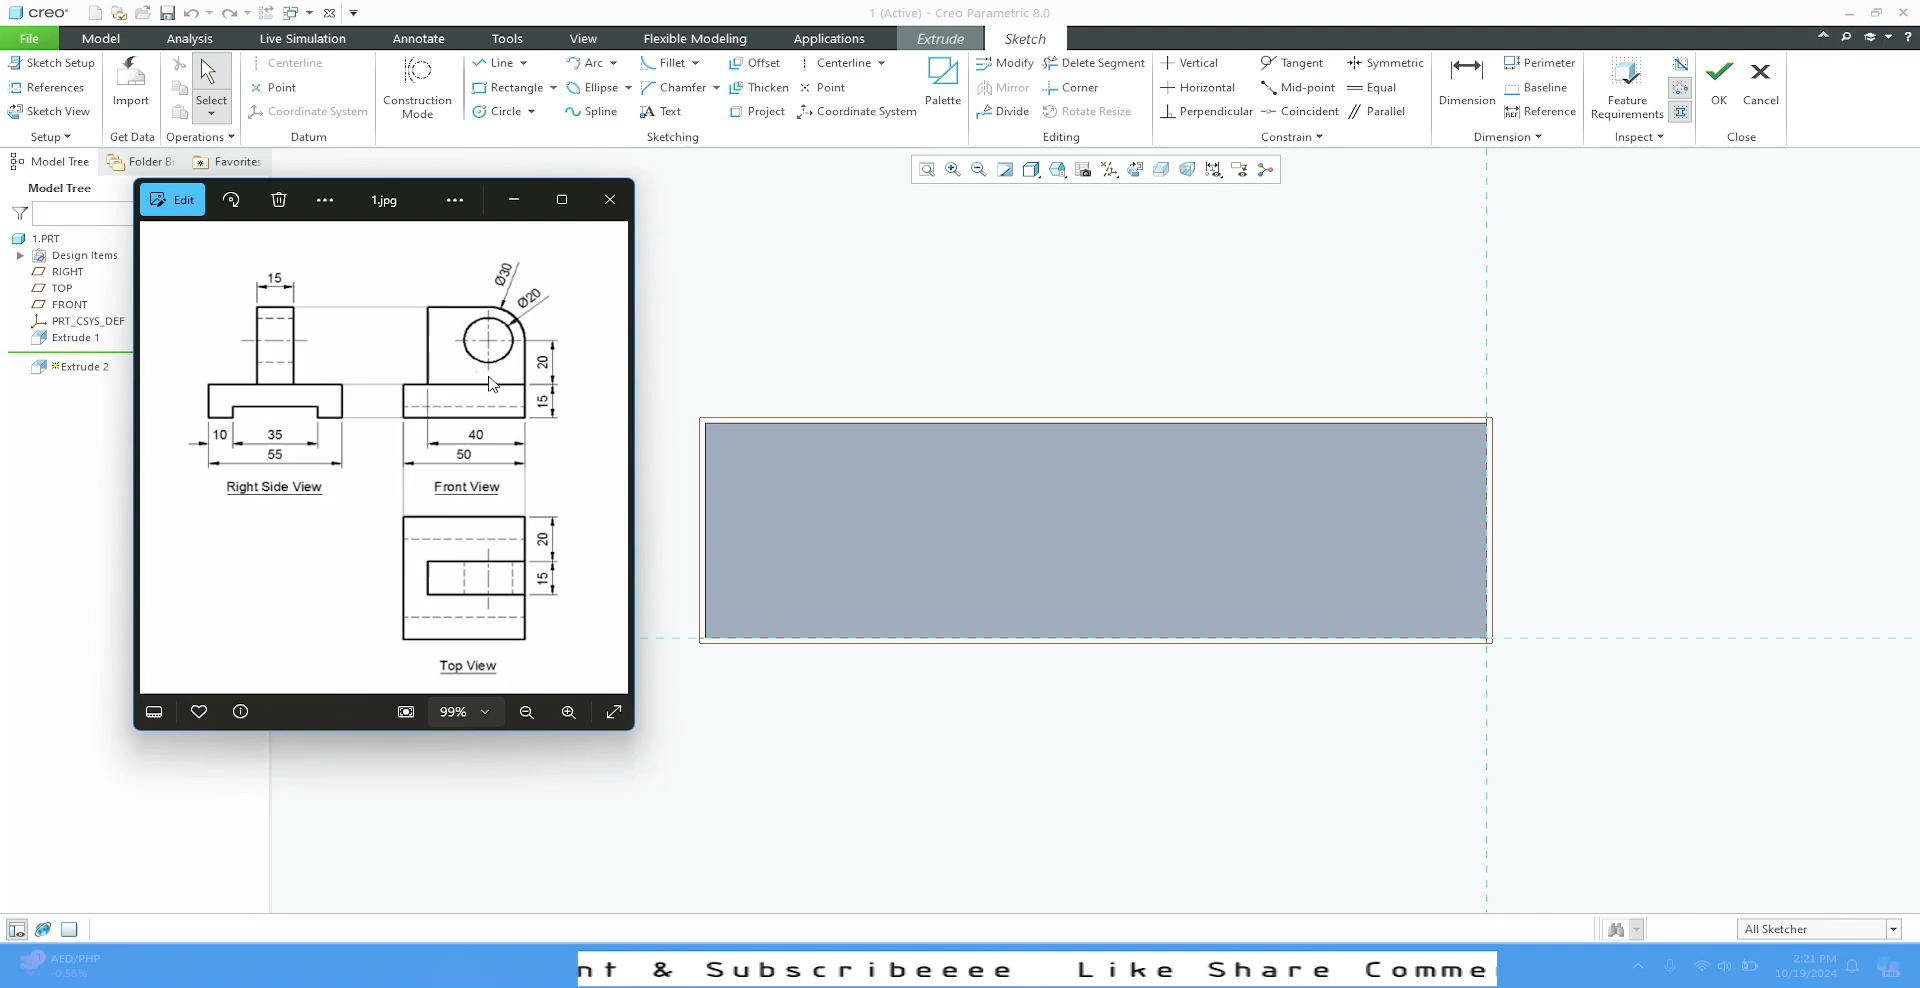 creo
1 (Active) - Creo Parametric 8.0
File Model Analysis Live Simulation Annotate Tools View Flexible Modeling Applications Extrude Sketch
Sketch Setup
References
Sketch View
Setup
Import
Get Data
Select
Operations
Centerline
Point
Coordinate System
Datum
Construction
Mode
Line Arc Fillet Offset Centerline
Rectangle Ellipse Chamfer Thicken Point
Circle Spline Text Project Coordinate System
Palette
Sketching
Modify Delete Segment
Mirror Corner
Divide Rotate Resize
Editing
Vertical Tangent Symmetric
Horizontal Mid-point Equal
Perpendicular Coincident Parallel
Constrain
Dimension
Perimeter
Baseline
REF Reference
Dimension
Feature
Requirements
Inspect
OK
Cancel
Close
Model Tree Folder Br Favorites
Model Tree
1.PRT
Design Items
RIGHT
TOP
FRONT
PRT_CSYS_DEF
Extrude 1
Extrude 2
Edit
1.jpg
15
Ø30
Ø20
20
15
10 35
55
40
50
Right Side View
Front View
20
15
Top View
99%
All Sketcher
AED/PHP
-0.58%
nt & Subscribeeee Like Share Comme
2:21 PM
10/19/2024